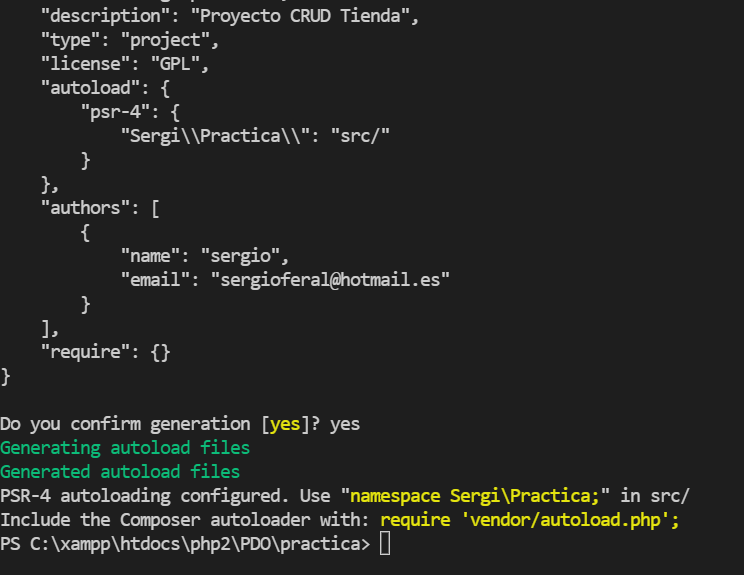 "description": "Proyecto CRUD Tienda",
"type": "project",
"license": "GPL",
"autoload": {
"psr-4": {
"Sergi\\Practica\\": "src/"
}
},
"authors": [
{
"name": "sergio",
"email": "sergioferal@hotmail.es"
}
],
"require": {}
}
Do you confirm generation [yes]? yes
Generating autoload files
Generated autoload files
PSR-4 autoloading configured. Use "namespace Sergi\Practica;" in src/
Include the Composer autoloader with: require 'vendor/autoload.php';
PS C:\xampp\htdocs\php2\PDO\practica>